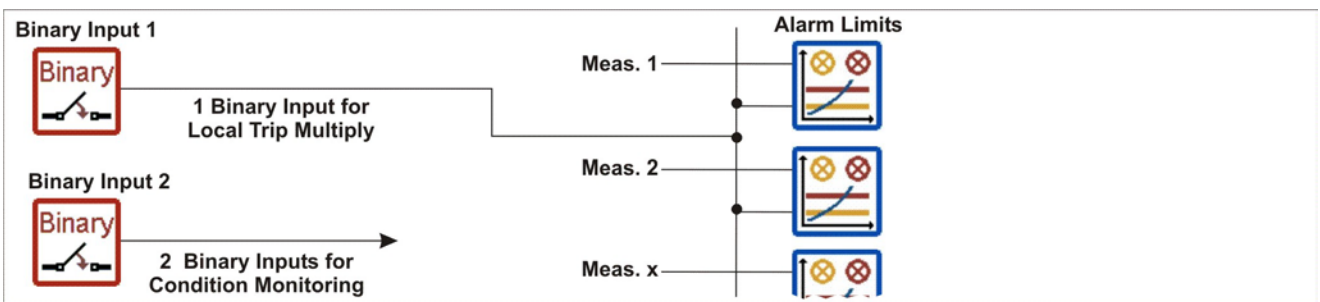 Binary Input 1
Binary
1 Binary Input for
Local Trip Multiply
Binary Input 2
Binary
2 Binary Inputs for
Condition Monitoring
Alarm Limits
Meas. 1
Meas. 2
Meas. x